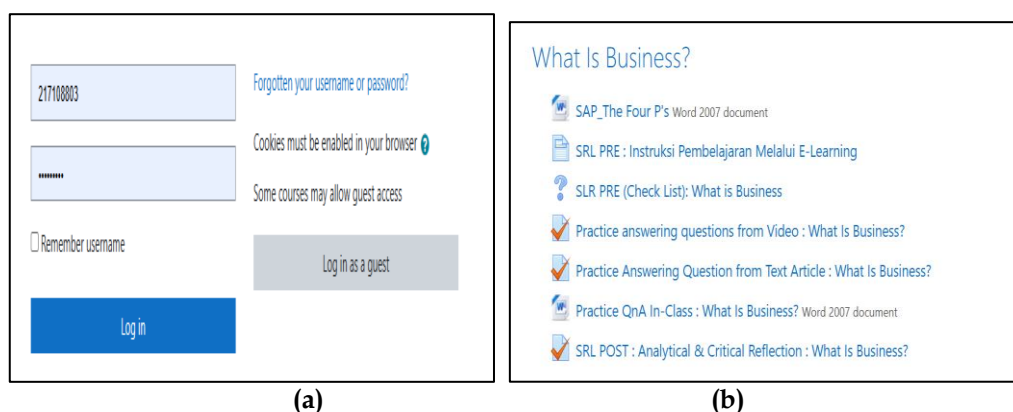 217108803
•••••••••
Remember username
Log in
Forgotten your username or password?
Cookies must be enabled in your browser ?
Some courses may allow guest access
Log in as a guest
(a)
What Is Business?
SAP_The Four P's Word 2007 document
SRL PRE : Instruksi Pembelajaran Melalui E-Learning
SLR PRE (Check List): What is Business
Practice answering questions from Video : What Is Business?
Practice Answering Question from Text Article : What Is Business?
Practice QnA In-Class : What Is Business? Word 2007 document
SRL POST : Analytical & Critical Reflection : What Is Business?
(b)